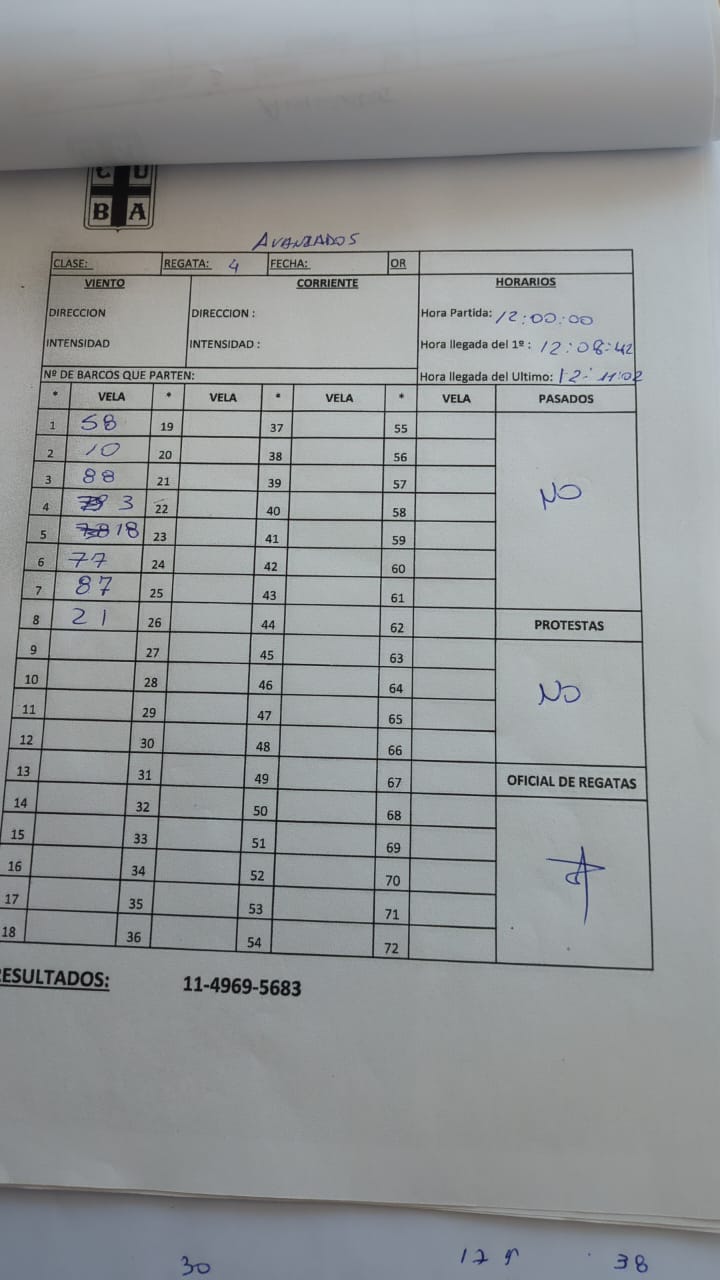 C U
B A
AVANZADOS
CLASE: REGATA: 4 FECHA: OR
VIENTO CORRIENTE HORARIOS
DIRECCION DIRECCION : Hora Partida: 12:00:00
INTENSIDAD INTENSIDAD : Hora llegada del 1º: 12:08:42
Nº DE BARCOS QUE PARTEN: Hora llegada del Ultimo: 12:11:02
* VELA * VELA * VELA * VELA PASADOS
1 58 19 37 55
2 10 20 38 56
3 88 21 39 57
4 3 22 40 58 NO
5 18 23 41 59
6 77 24 42 60
7 87 25 43 61
8 21 26 44 62 PROTESTAS
9 27 45 63
10 28 46 64 NO
11 29 47 65
12 30 48 66
13 31 49 67 OFICIAL DE REGATAS
14 32 50 68
15 33 51 69
16 34 52 70
17 35 53 71
18 36 54 72
RESULTADOS: 11-4969-5683
30 38